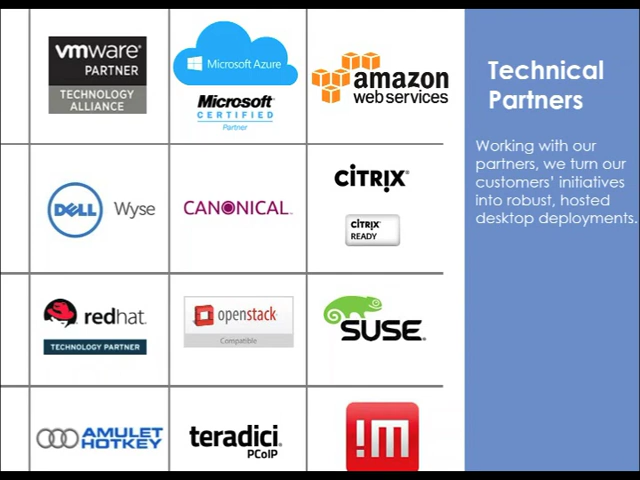 vmware
PARTNER
TECHNOLOGY
ALLIANCE
Microsoft Azure
Microsoft
CERTIFIED
Partner
amazon
web services
DELL Wyse
CANONICAL
CITRIX
CITRIX
READY
redhat.
TECHNOLOGY PARTNER
openstack
Compatible
SUSE
AMULET
HOTKEY
teradici
PCoIP
!M
Technical
Partners
Working with our
partners, we turn our
customers' initiatives
into robust, hosted
desktop deployments.